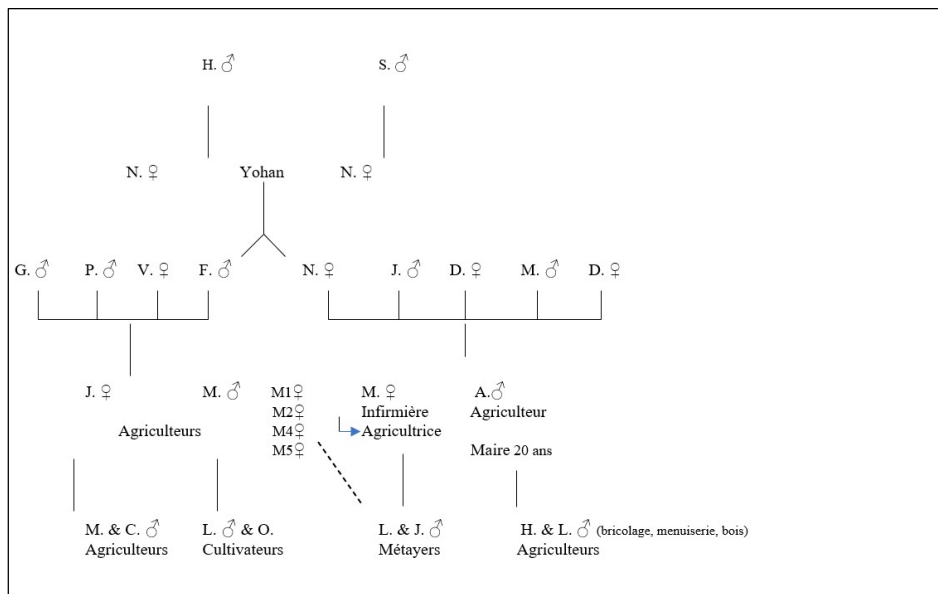 H. ♂ S. ♂
N. ♀ Yohan N. ♀
G. ♂ P. ♂ V. ♀ F. ♂ N. ♀ J. ♂ D. ♀ M. ♂ D. ♀
J. ♀ M. ♂ M1♀ M. ♀ A.♂
M2♀ Infirmière Agriculteur
Agriculteurs M4♀ Agricultrice
M5♀ Maire 20 ans
M. & C. ♂ L. ♂ & O. L. & J. ♂ H. & L. ♂ (bricolage, menuiserie, bois)
Agriculteurs Cultivateurs Métayers Agriculteurs